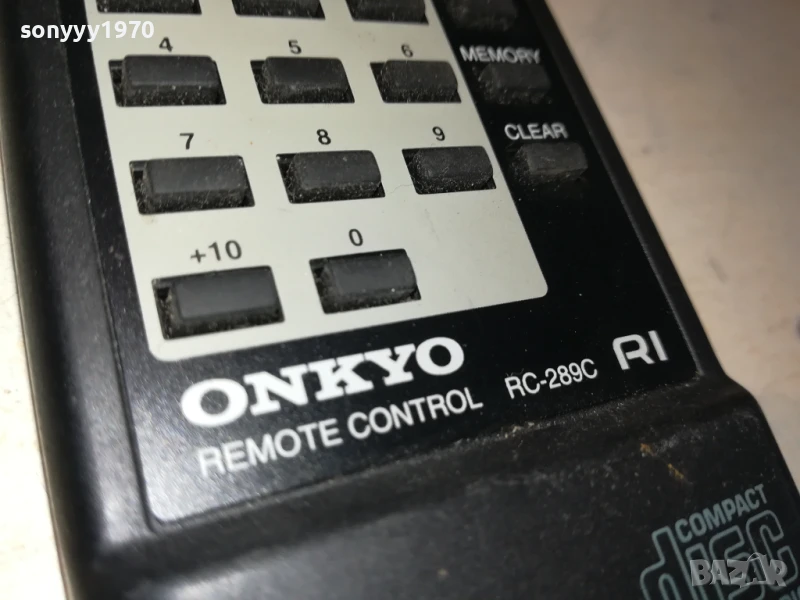 sonyyy1970
4 5 6
MEMORY
7 8 9
CLEAR
+10 0
ONKYO
REMOTE CONTROL RC-289C RI
COMPACT
disc
BAZAR